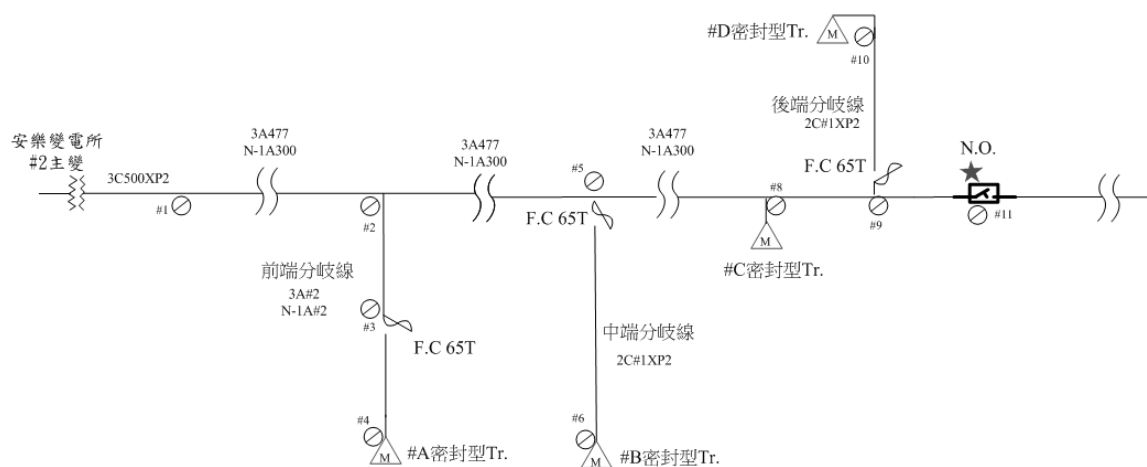 #D密封型Tr.
M
#10
後端分岐線
2C#1XP2
安樂變電所
#2主變
3C500XP2
#1
3A477
N-1A300
3A477
N-1A300
3A477
N-1A300
#5
F.C 65T
N.O.
#2
F.C 65T
#8
#9
#11
M
#C密封型Tr.
前端分岐線
3A#2
N-1A#2
#3
F.C 65T
中端分岐線
2C#1XP2
#4
M
#A密封型Tr.
#6
M
#B密封型Tr.